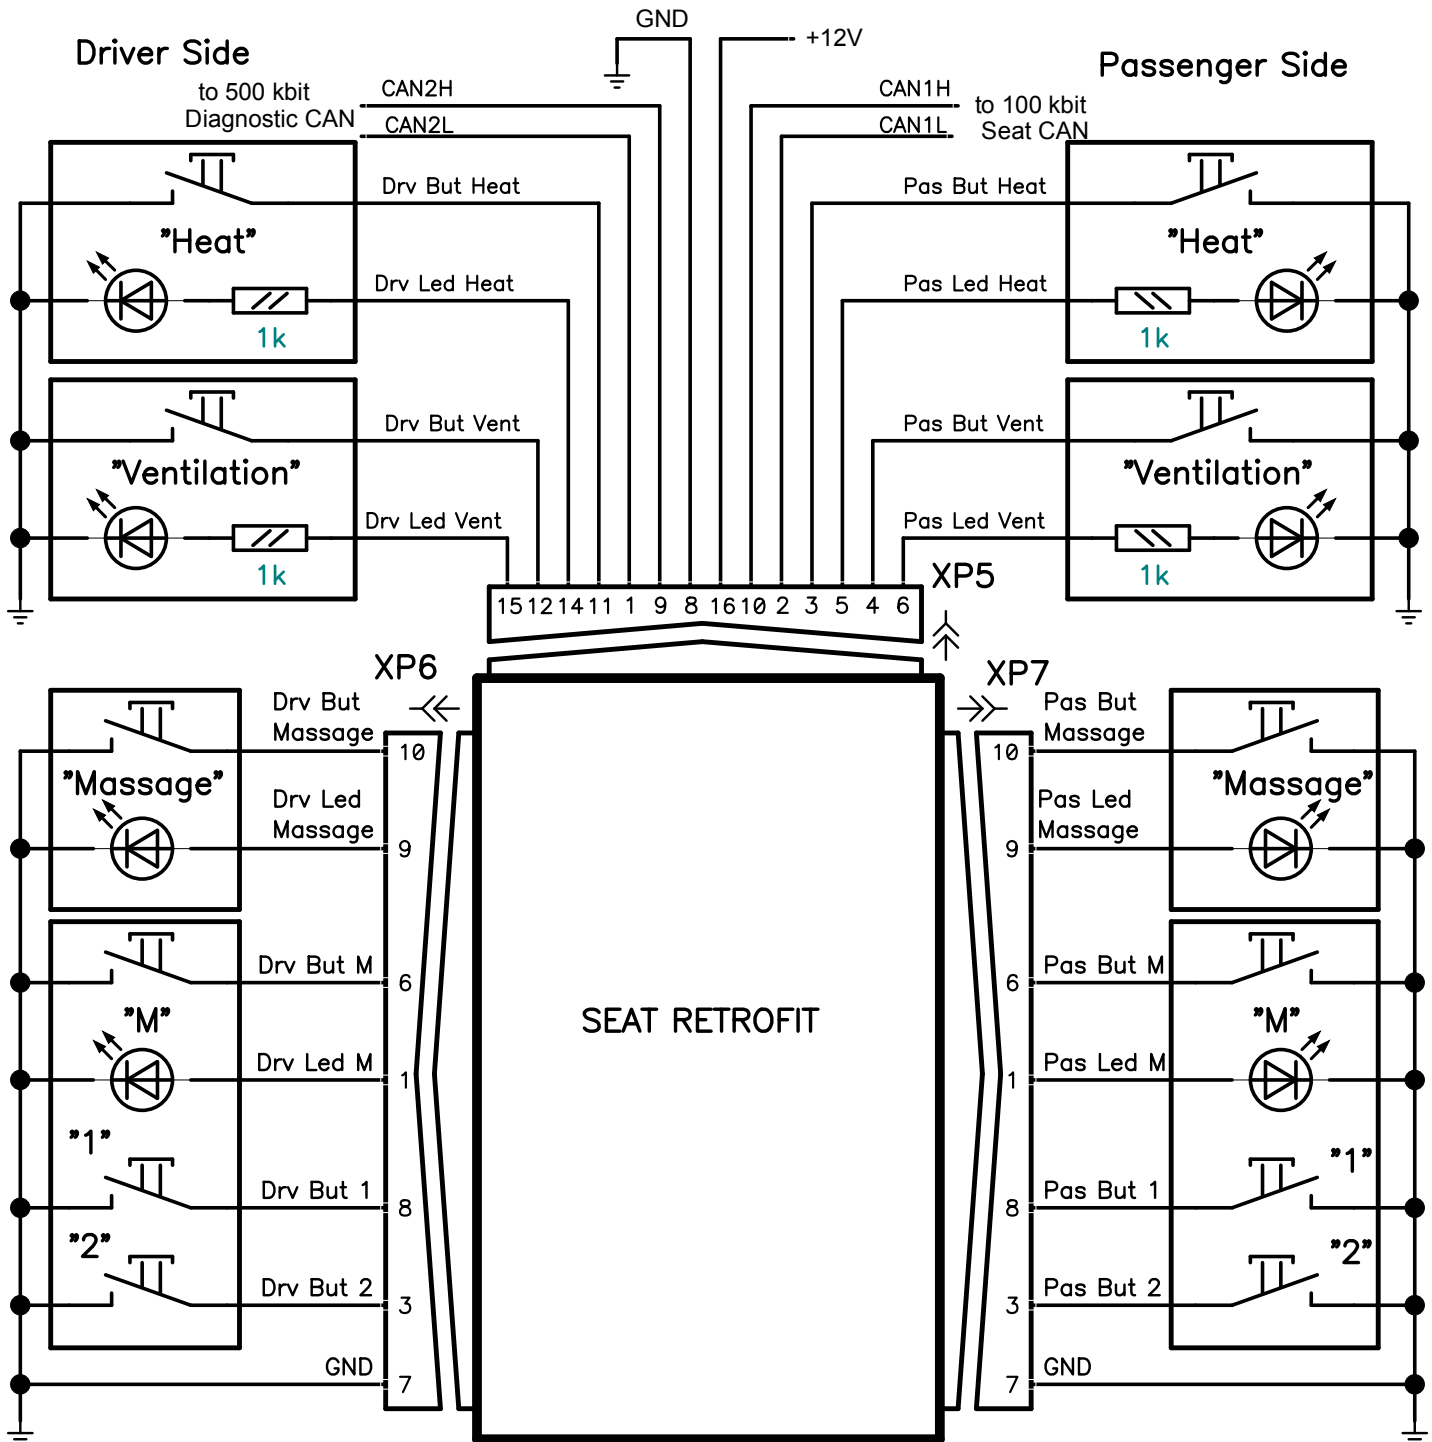 GND
+12V
Driver Side
Passenger Side
to 500 kbit
Diagnostic CAN
CAN2H
CAN2L
CAN1H
CAN1L
to 100 kbit
Seat CAN
Drv But Heat
Pas But Heat
"Heat"
"Heat"
Drv Led Heat
Pas Led Heat
1k
1k
Drv But Vent
Pas But Vent
"Ventilation"
"Ventilation"
Drv Led Vent
Pas Led Vent
1k
1k
XP5
15 12 14 11 1 9 8 16 10 2 3 5 4 6
XP6
XP7
Drv But
Massage
10
"Massage"
Drv Led
Massage
9
Drv But M
6
"M"
Drv Led M
1
"1"
Drv But 1
8
"2"
Drv But 2
3
GND
7
SEAT RETROFIT
Pas But
Massage
10
"Massage"
Pas Led
Massage
9
Pas But M
6
"M"
Pas Led M
1
"1"
Pas But 1
8
"2"
Pas But 2
3
GND
7